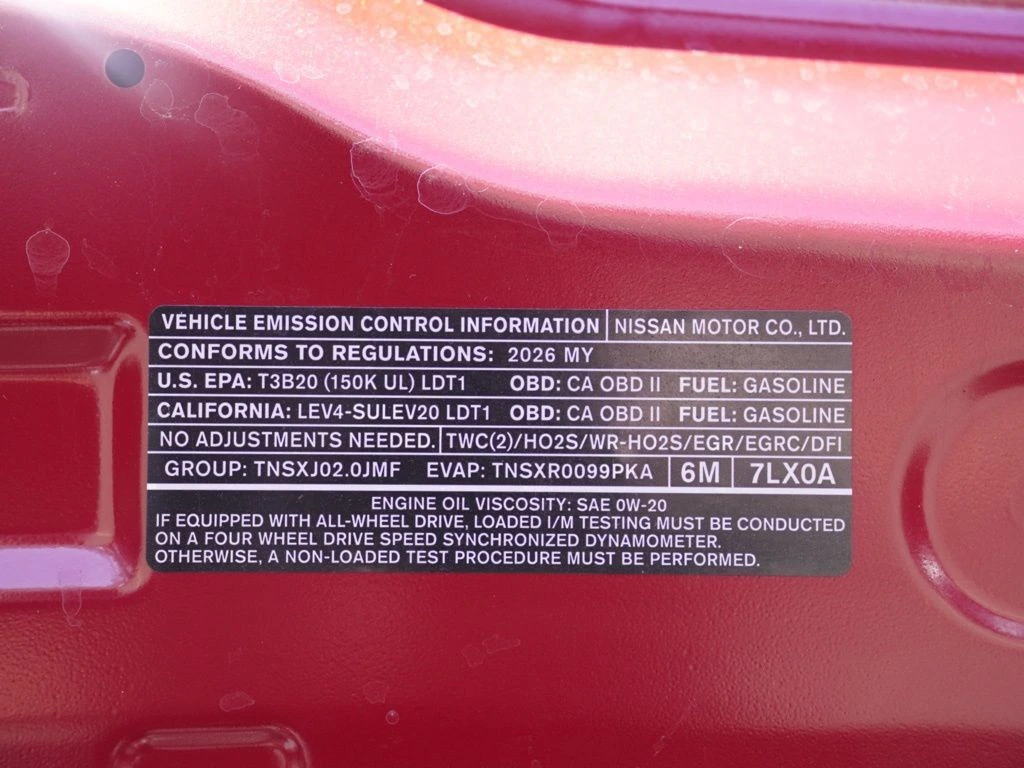 VEHICLE EMISSION CONTROL INFORMATION NISSAN MOTOR CO., LTD.
CONFORMS TO REGULATIONS: 2026 MY
U.S. EPA: T3B20 (150K UL) LDT1 OBD: CA OBD II FUEL: GASOLINE
CALIFORNIA: LEV4-SULEV20 LDT1 OBD: CA OBD II FUEL: GASOLINE
NO ADJUSTMENTS NEEDED. TWC(2)/HO2S/WR-HO2S/EGR/EGRC/DFI
GROUP: TNSXJ02.0JMF EVAP: TNSXR0099PKA 6M 7LX0A
ENGINE OIL VISCOSITY: SAE 0W-20
IF EQUIPPED WITH ALL-WHEEL DRIVE, LOADED I/M TESTING MUST BE CONDUCTED
ON A FOUR WHEEL DRIVE SPEED SYNCHRONIZED DYNAMOMETER.
OTHERWISE, A NON-LOADED TEST PROCEDURE MUST BE PERFORMED.